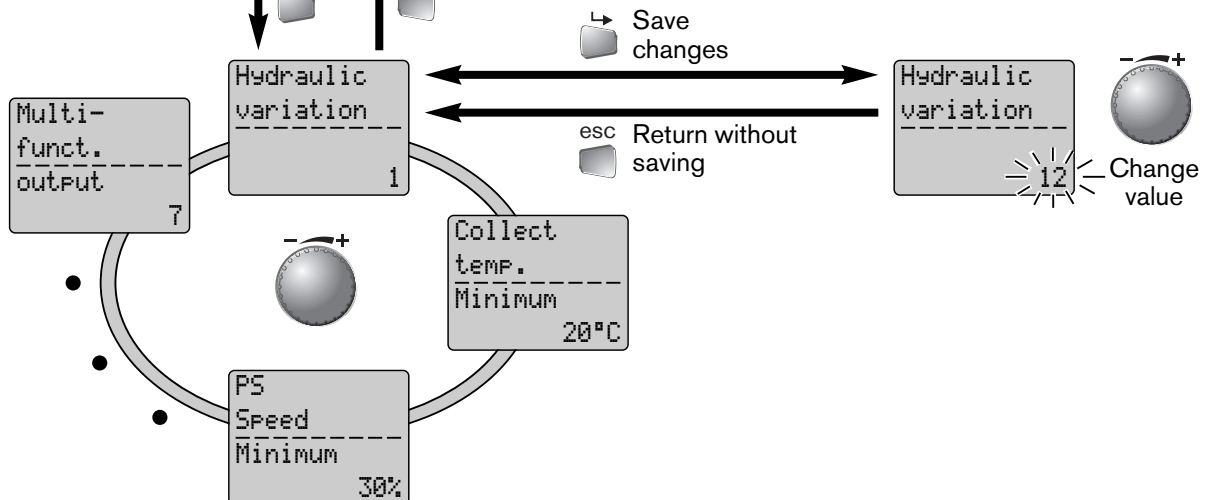 Save
changes
Hydraulic
variation
1
esc
Return without
saving
Hydraulic
variation
12
- +
Change
value
Multi-
funct.
output
7
- +
Collect
temp.
Minimum
20°C
PS
Speed
Minimum
30%